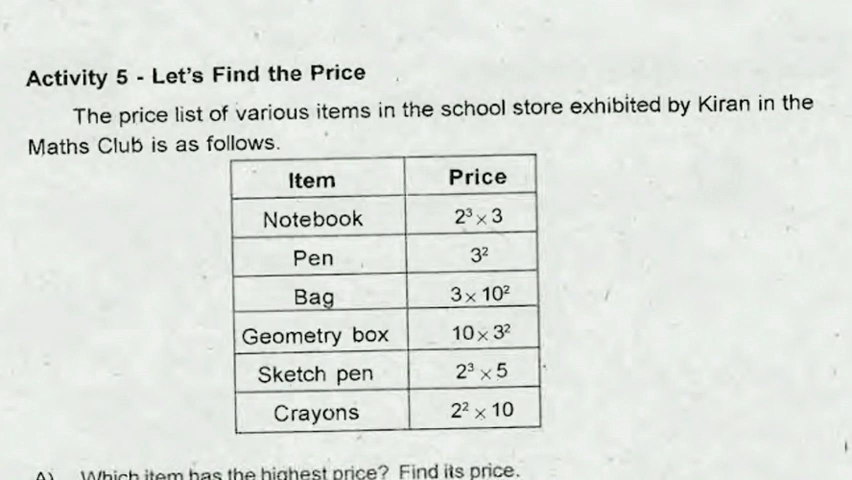 Activity 5 - Let's Find the Price
The price list of various items in the school store exhibited by Kiran in the
Maths Club is as follows.
Item Price
Notebook 2³ × 3
Pen 3²
Bag 3 × 10²
Geometry box 10 × 3²
Sketch pen 2³ × 5
Crayons 2² × 10
A) Which item has the highest price? Find its price.